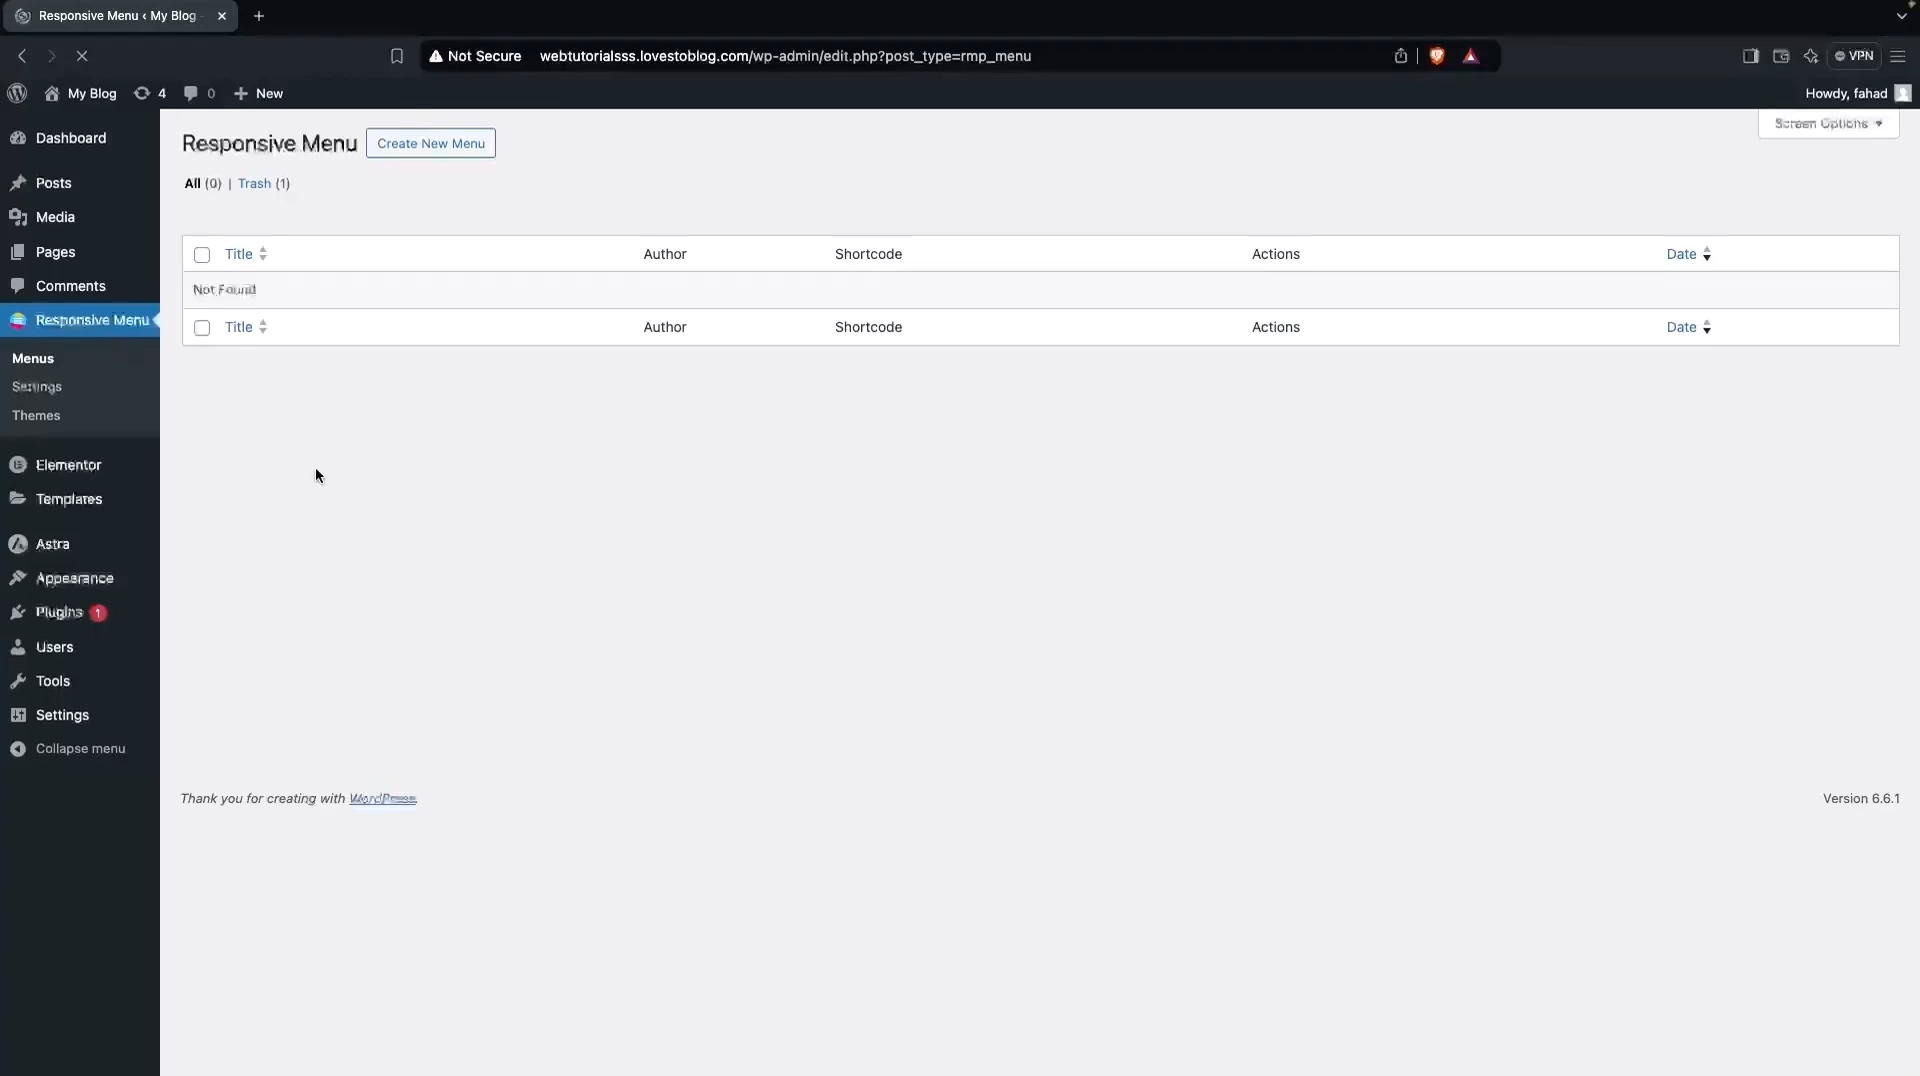 Responsive Menu ‹ My Blog
Not Secure webtutorialsss.lovestoblog.com/wp-admin/edit.php?post_type=rmp_menu
VPN
My Blog 4 0 New
Howdy, fahad
Dashboard
Posts
Media
Pages
Comments
Responsive Menu
Menus
Settings
Themes
Elementor
Templates
Astra
Appearance
Plugins 1
Users
Tools
Settings
Collapse menu
Responsive Menu Create New Menu
Screen Options
All (0) | Trash (1)
Title Author Shortcode Actions Date
Not Found
Title Author Shortcode Actions Date
Thank you for creating with WordPress
Version 6.6.1